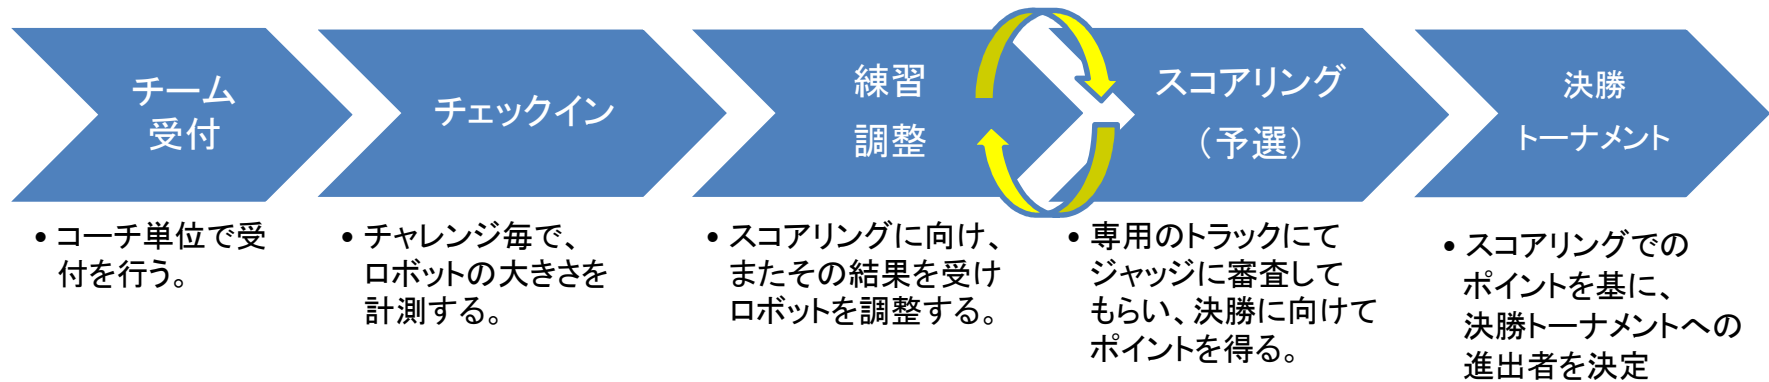 チーム
受付
チェックイン
練習
調整
スコアリング
（予選）
決勝
トーナメント
• コーチ単位で受
付を行う。
• チャレンジ毎で、
ロボットの大きさを
計測する。
• スコアリングに向け、
またその結果を受け
ロボットを調整する。
• 専用のトラックにて
ジャッジに審査して
もらい、決勝に向けて
ポイントを得る。
• スコアリングでの
ポイントを基に、
決勝トーナメントへの
進出者を決定